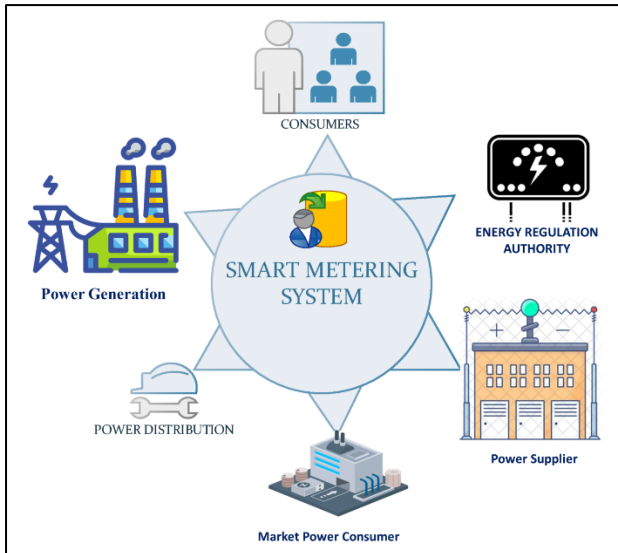 CONSUMERS
ENERGY REGULATION
AUTHORITY
SMART METERING
SYSTEM
Power Generation
+ −
POWER DISTRIBUTION
Power Supplier
Market Power Consumer